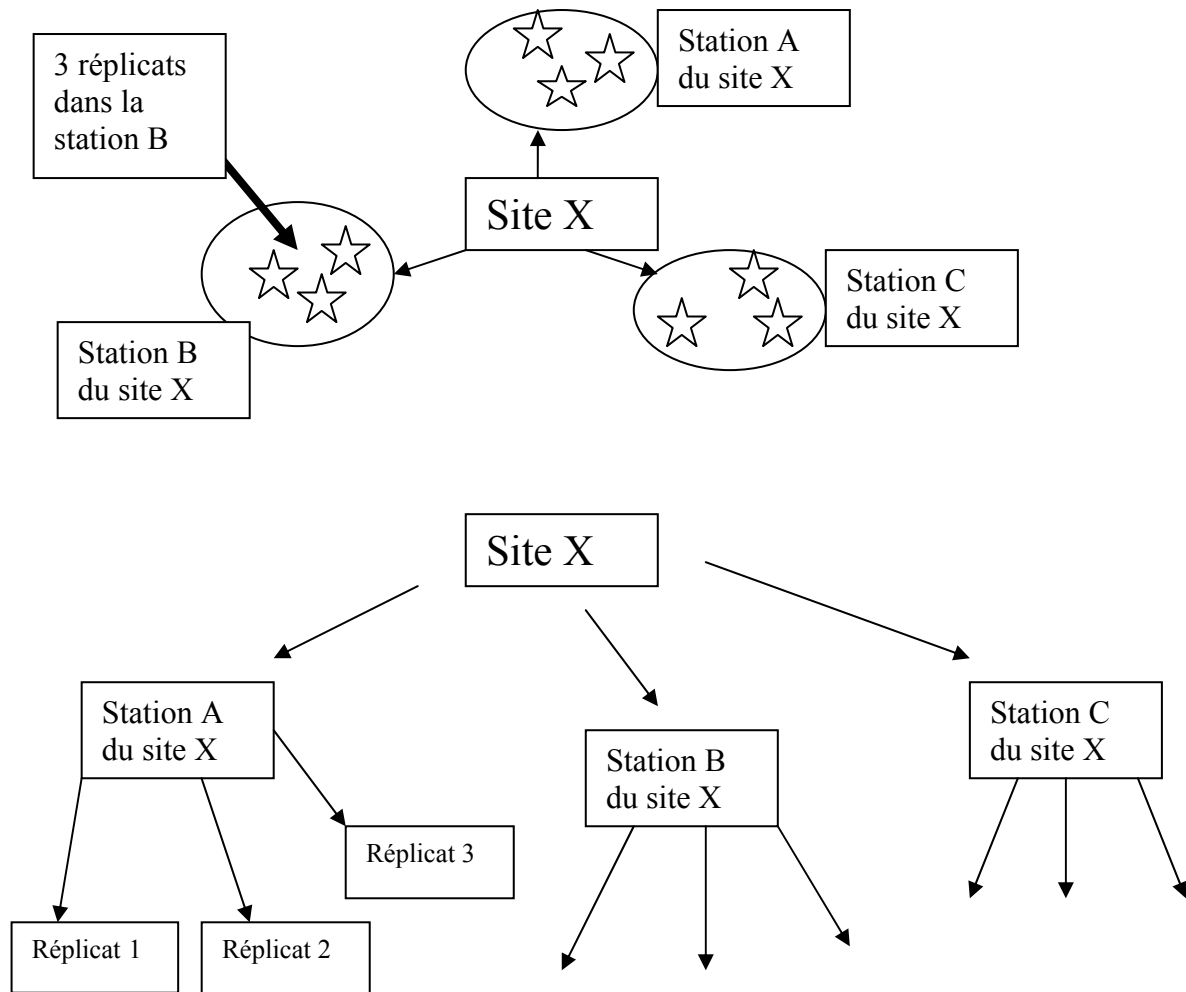 3 réplicats
dans la
station B
Station A
du site X
Site X
Station C
du site X
Station B
du site X
Site X
Station A
du site X
Station B
du site X
Station C
du site X
Réplicat 3
Réplicat 1
Réplicat 2